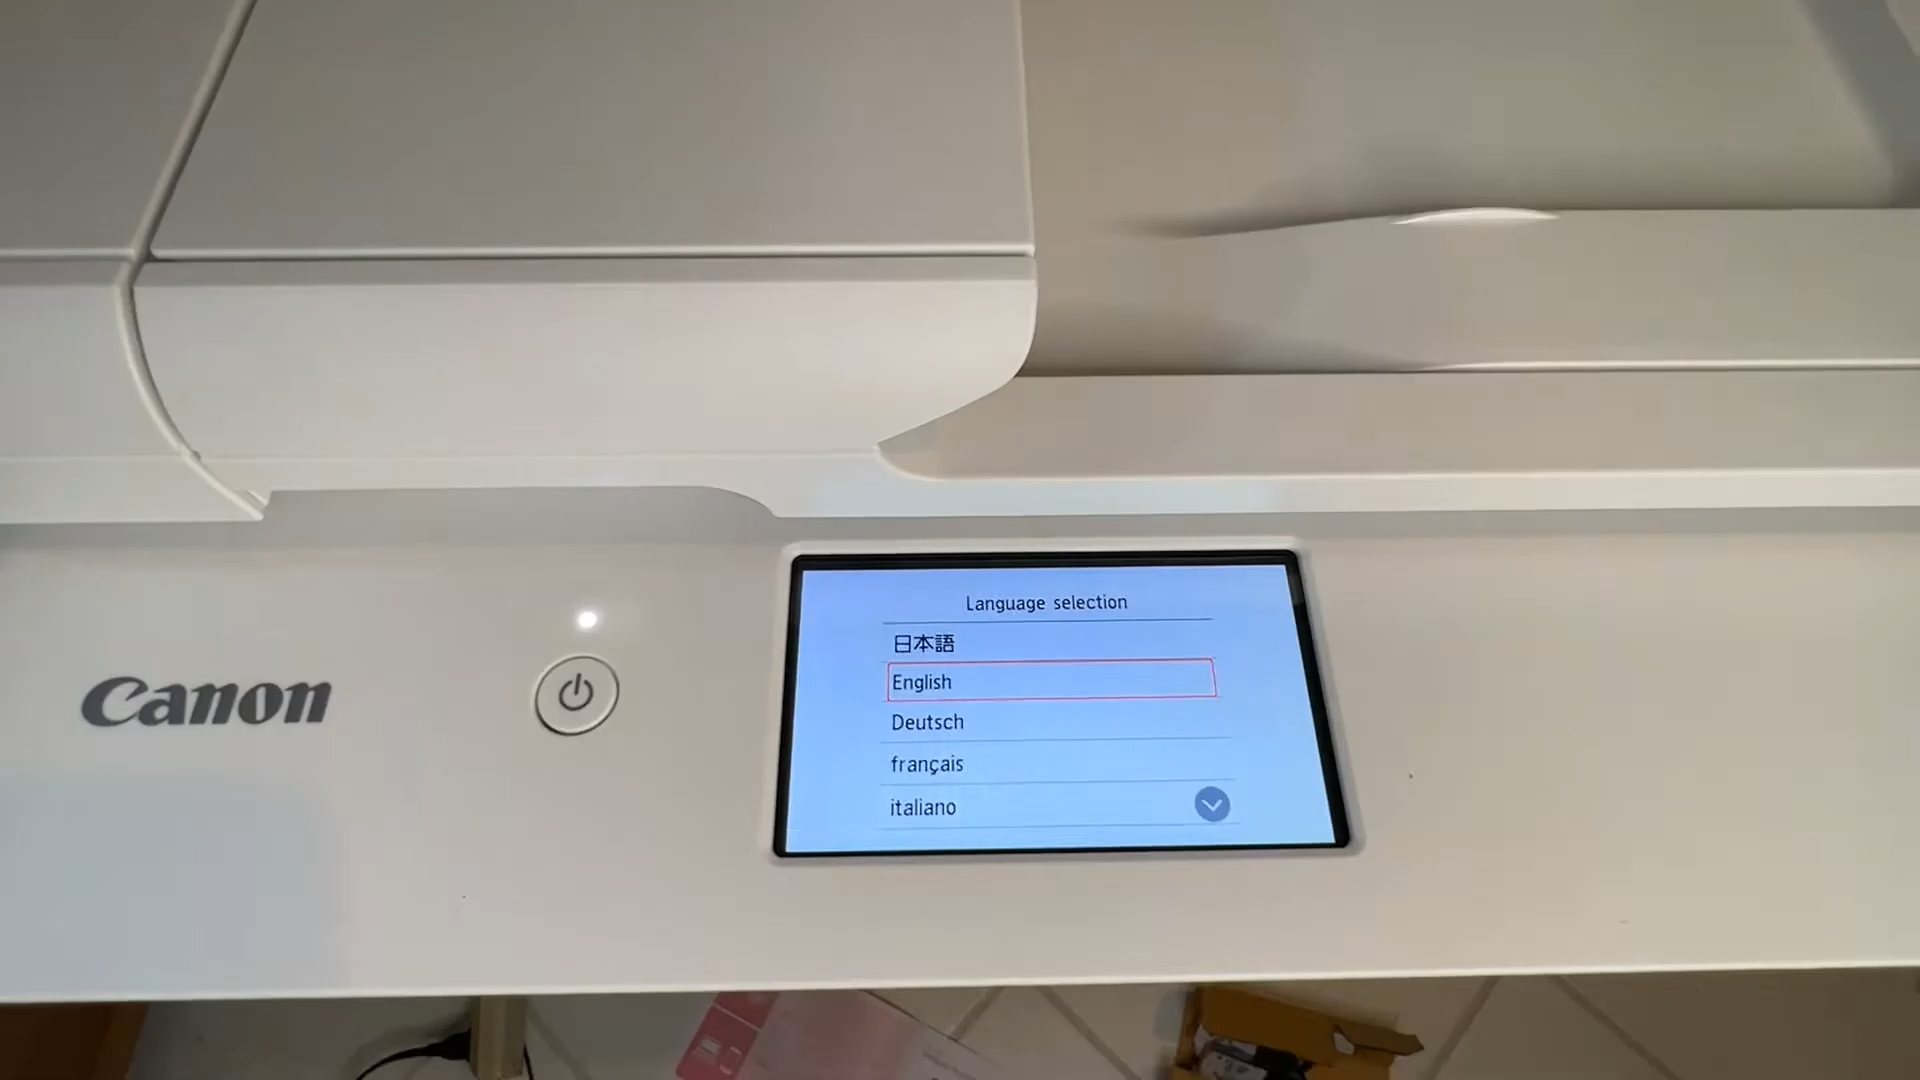 Canon
Language selection
日本語
English
Deutsch
français
italiano